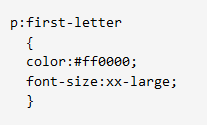 p:first-letter
{
color:#ff0000;
font-size:xx-large;
}